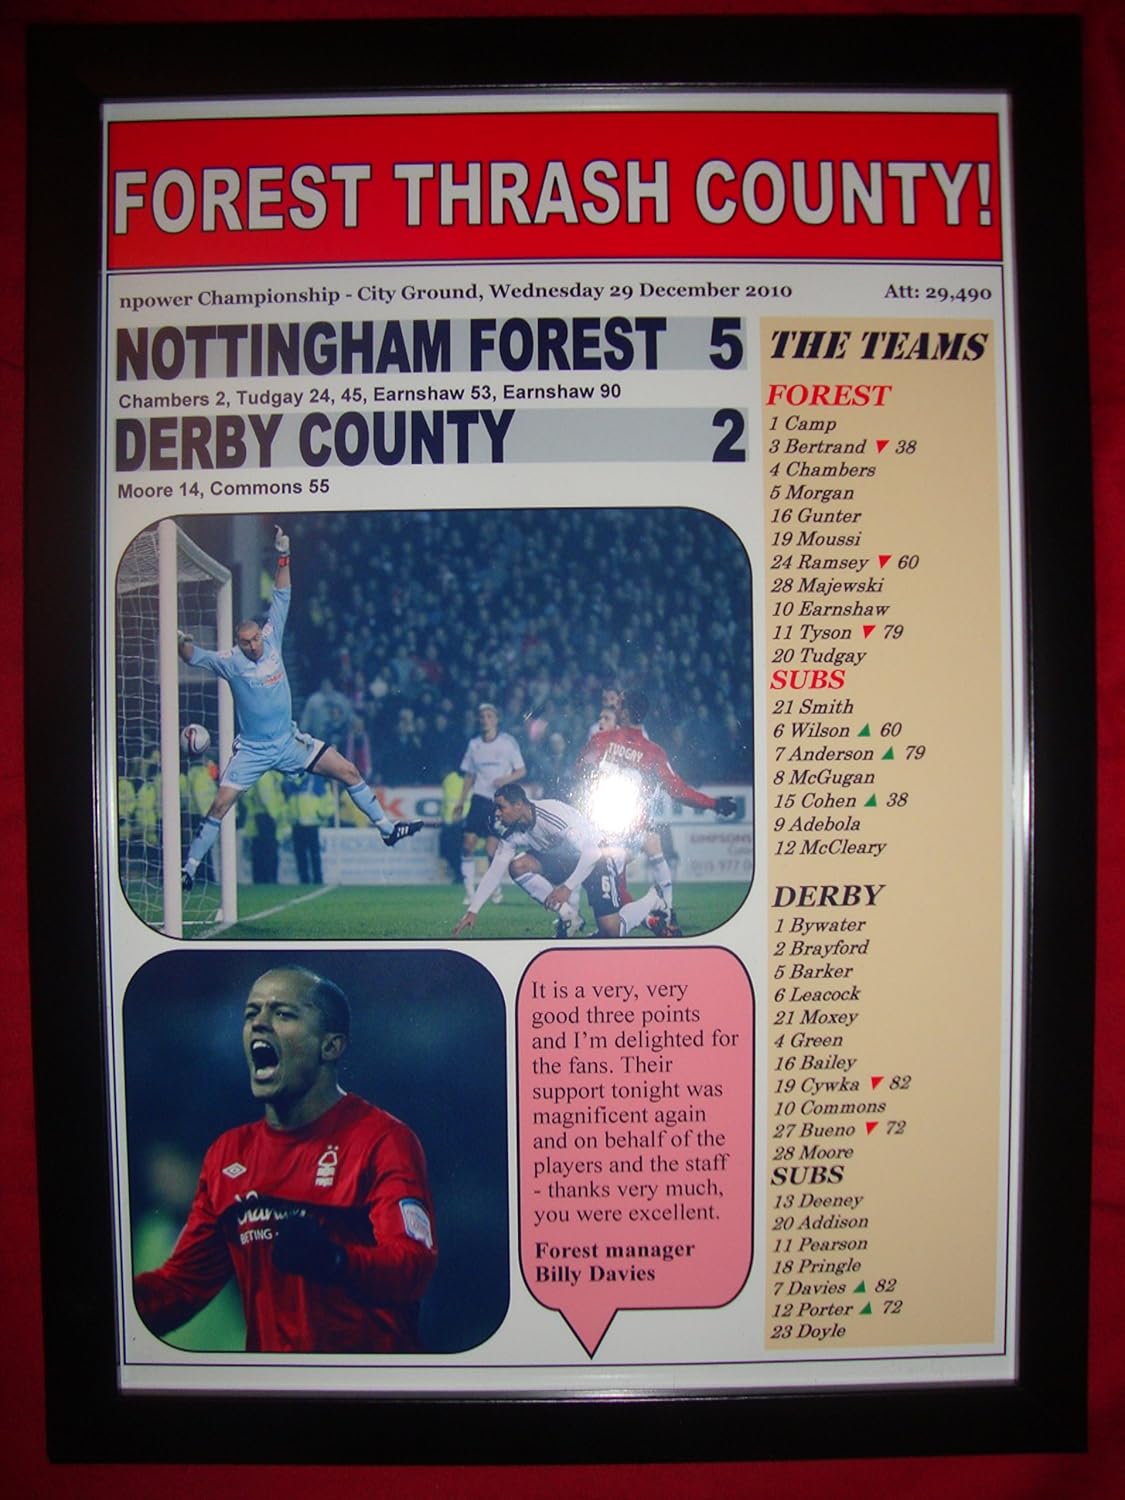 FOREST THRASH COUNTY!
npower Championship - City Ground, Wednesday 29 December 2010 Att: 29,490
NOTTINGHAM FOREST 5
Chambers 2, Tudgay 24, 45, Earnshaw 53, Earnshaw 90
DERBY COUNTY 2
Moore 14, Commons 55
TUDGAY
6
BETING
It is a very, very
good three points
and I'm delighted for
the fans. Their
support tonight was
magnificent again
and on behalf of the
players and the staff
- thanks very much,
you were excellent.
Forest manager
Billy Davies
THE TEAMS
FOREST
1 Camp
3 Bertrand ▼ 38
4 Chambers
5 Morgan
16 Gunter
19 Moussi
24 Ramsey ▼ 60
28 Majewski
10 Earnshaw
11 Tyson ▼ 79
20 Tudgay
SUBS
21 Smith
6 Wilson ▲ 60
7 Anderson ▲ 79
8 McGugan
15 Cohen ▲ 38
9 Adebola
12 McCleary
DERBY
1 Bywater
2 Brayford
5 Barker
6 Leacock
21 Moxey
4 Green
16 Bailey
19 Cywka ▼ 82
10 Commons
27 Bueno ▼ 72
28 Moore
SUBS
13 Deeney
20 Addison
11 Pearson
18 Pringle
7 Davies ▲ 82
12 Porter ▲ 72
23 Doyle